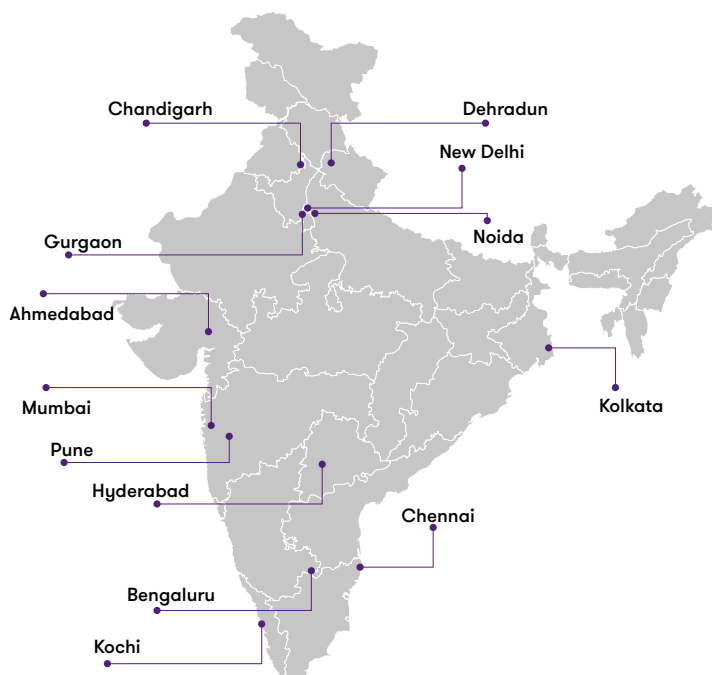 Chandigarh
Dehradun
New Delhi
Noida
Gurgaon
Ahmedabad
Mumbai
Kolkata
Pune
Hyderabad
Chennai
Bengaluru
Kochi